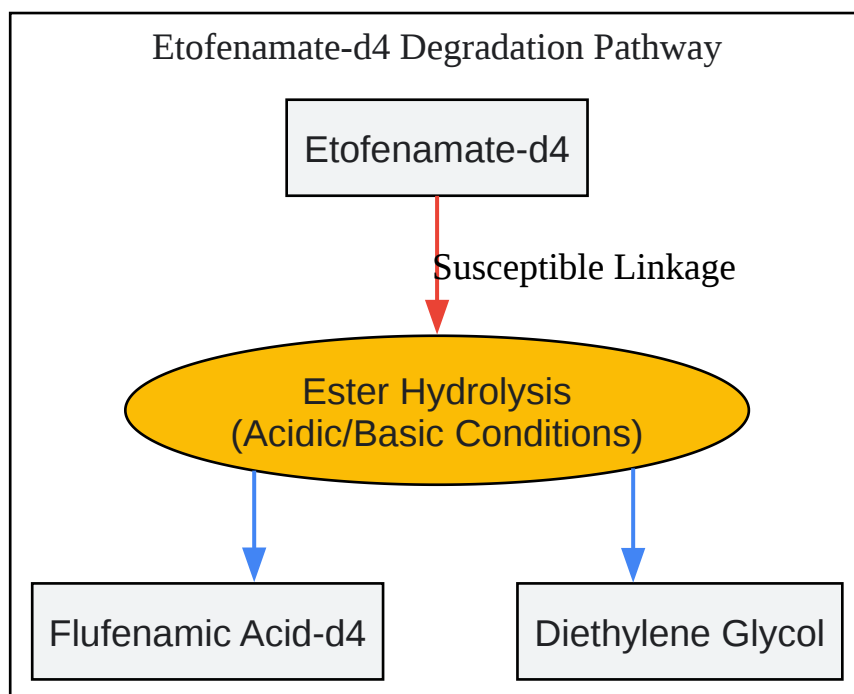 Etofenamate-d4 Degradation Pathway
Etofenamate-d4
Susceptible Linkage
Ester Hydrolysis
(Acidic/Basic Conditions)
Flufenamic Acid-d4
Diethylene Glycol